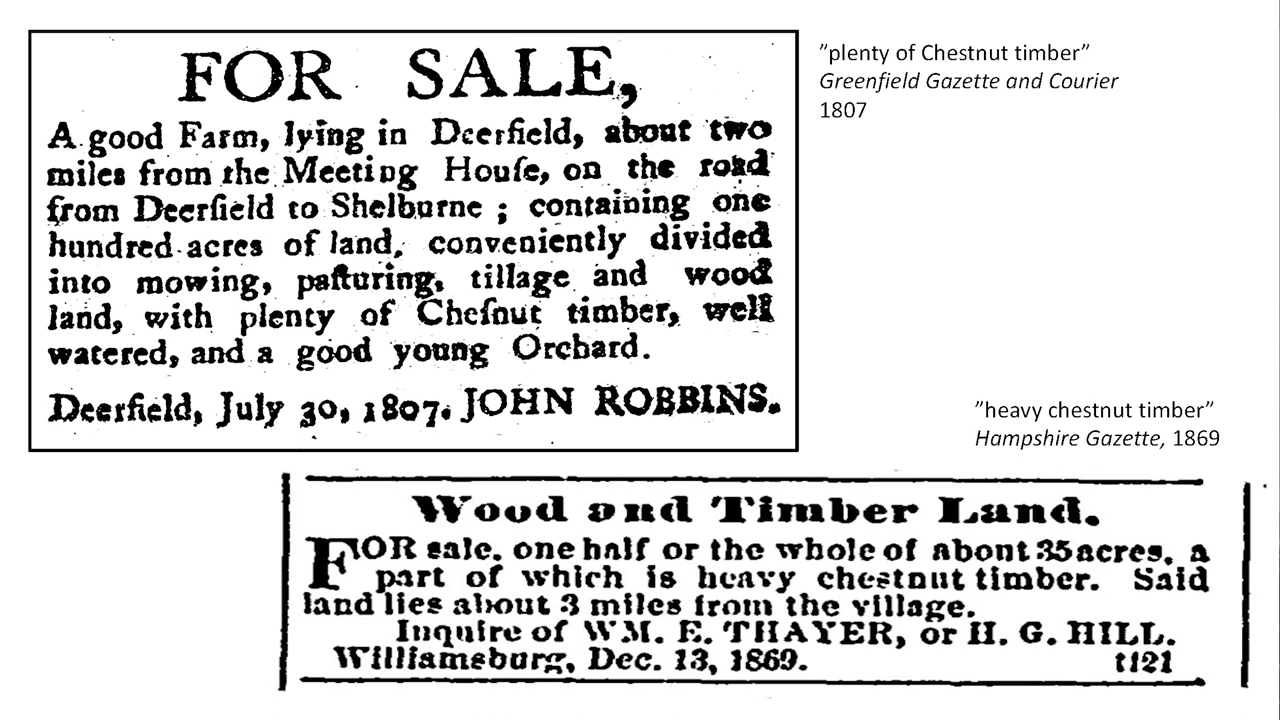 FOR SALE,
A good Farm, lying in Deerfield, about two
miles from the Meeting Houſe, on the road
from Deerfield to Shelburne ; containing one
hundred acres of land, conveniently divided
into mowing, paſturing, tillage and wood
land, with plenty of Cheſnut timber, well
watered, and a good young Orchard.
Deerfield, July 30, 1807. JOHN ROBBINS.
”plenty of Chestnut timber”
Greenfield Gazette and Courier
1807
”heavy chestnut timber”
Hampshire Gazette, 1869
Wood and Timber Land.
FOR sale, one half or the whole of about 35 acres, a
part of which is heavy chestnut timber. Said
land lies about 3 miles from the village.
Inquire of WM. E. THAYER, or H. G. HILL.
Williamsburg, Dec. 13, 1869. tf21